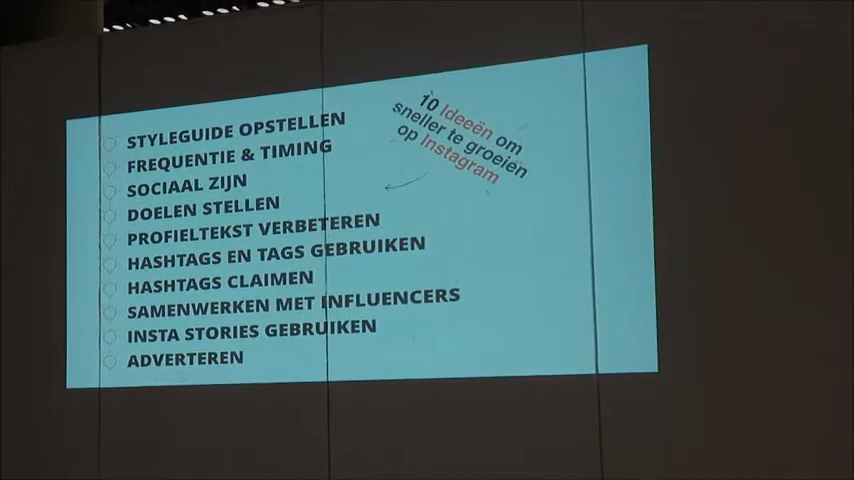 STYLEGUIDE OPSTELLEN
FREQUENTIE & TIMING
SOCIAAL ZIJN
DOELEN STELLEN
PROFIELTEKST VERBETEREN
HASHTAGS EN TAGS GEBRUIKEN
HASHTAGS CLAIMEN
SAMENWERKEN MET INFLUENCERS
INSTA STORIES GEBRUIKEN
ADVERTEREN
10 Ideeën om
sneller te groeien
op Instagram